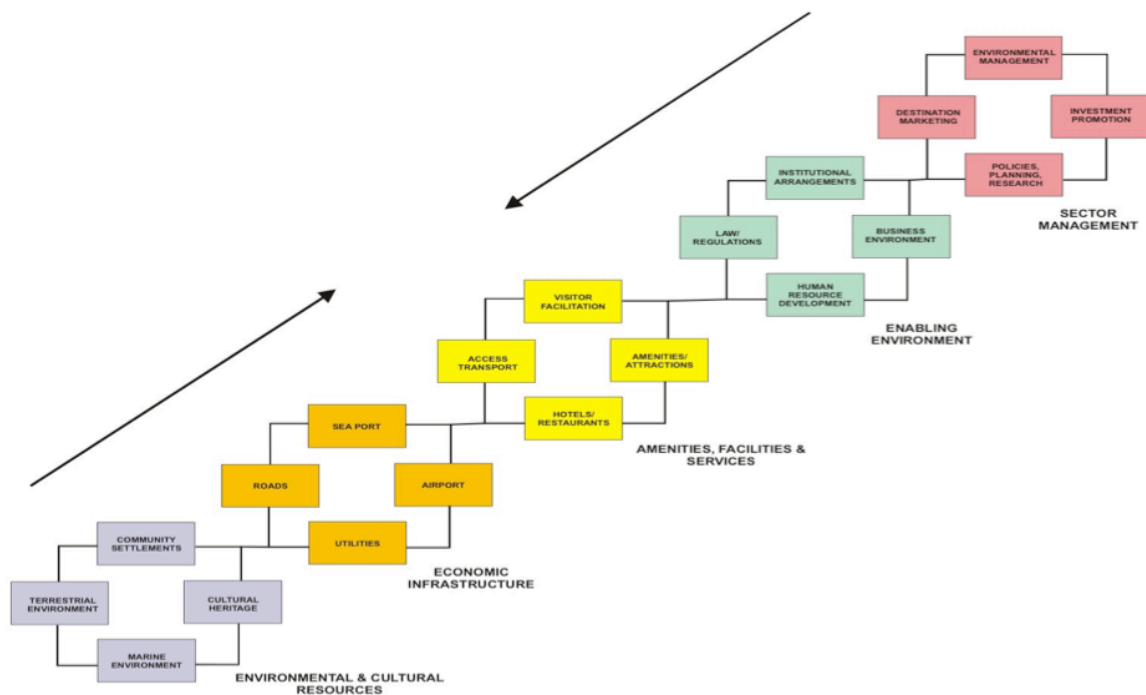 ENVIRONMENTAL
MANAGEMENT
DESTINATION
MARKETING
INVESTMENT
PROMOTION
POLICIES,
PLANNING,
RESEARCH
SECTOR
MANAGEMENT
INSTITUTIONAL
ARRANGEMENTS
LAW/
REGULATIONS
BUSINESS
ENVIRONMENT
HUMAN
RESOURCE
DEVELOPMENT
ENABLING
ENVIRONMENT
VISITOR
FACILITATION
ACCESS
TRANSPORT
AMENITIES/
ATTRACTIONS
HOTELS/
RESTAURANTS
AMENITIES, FACILITIES &
SERVICES
SEA PORT
ROADS
AIRPORT
UTILITIES
ECONOMIC
INFRASTRUCTURE
COMMUNITY
SETTLEMENTS
TERRESTRIAL
ENVIRONMENT
CULTURAL
HERITAGE
MARINE
ENVIRONMENT
ENVIRONMENTAL & CULTURAL
RESOURCES